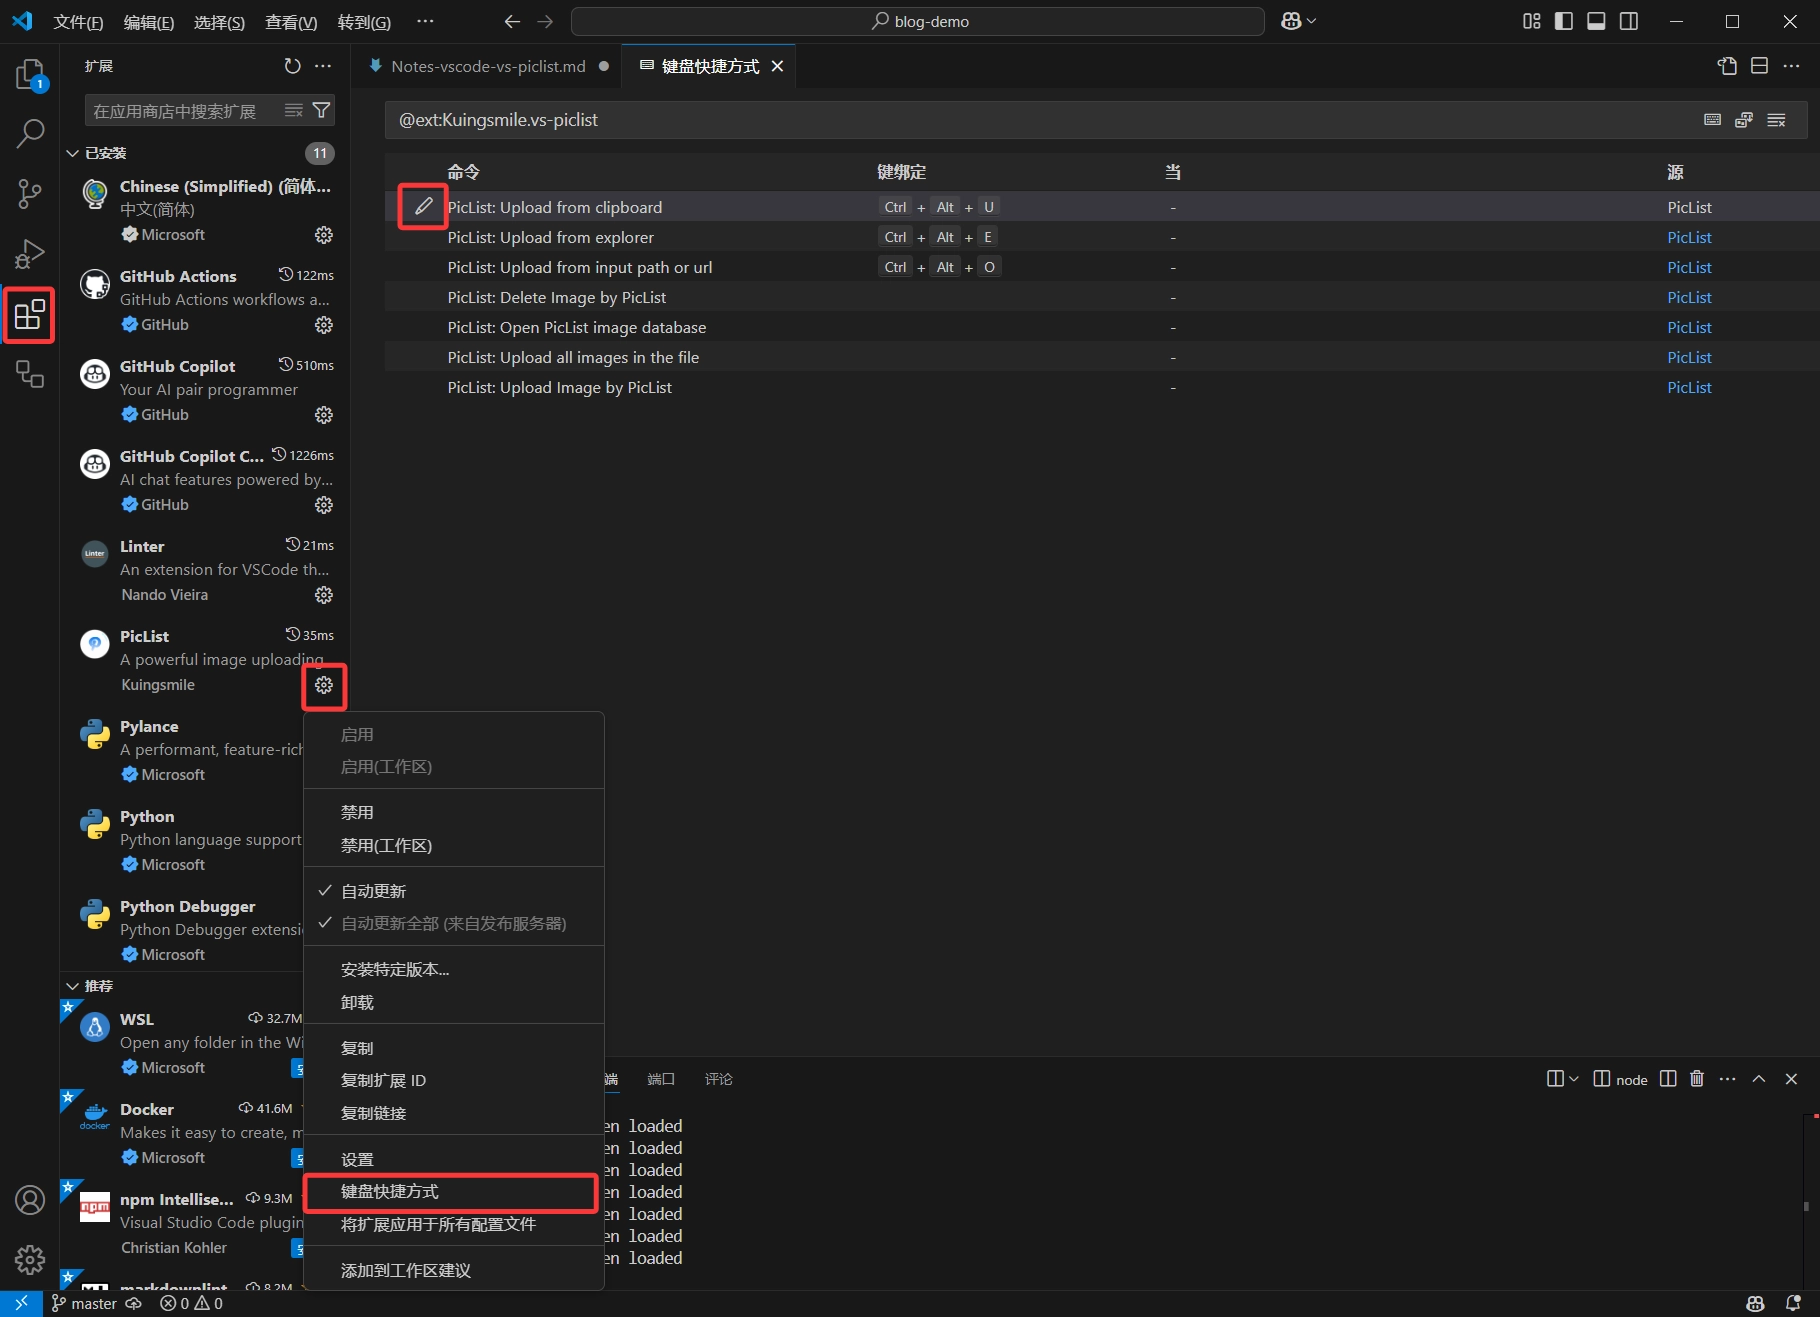 文件(F) 编辑(E) 选择(S) 查看(V) 转到(G) ··· blog-demo
扩展
在应用商店中搜索扩展
已安装 11
Chinese (Simplified) (简体...
中文(简体)
Microsoft
GitHub Actions 122ms
GitHub Actions workflows a...
GitHub
GitHub Copilot 510ms
Your AI pair programmer
GitHub
GitHub Copilot C... 1226ms
AI chat features powered by...
GitHub
Linter 21ms
Linter
An extension for VSCode th...
Nando Vieira
PicList 35ms
A powerful image uploading
Kuingsmile
Pylance
A performant, feature-rich
Microsoft
Python
Python language support
Microsoft
Python Debugger
Python Debugger extensi
Microsoft
推荐
WSL 32.7M
Open any folder in the Wi
Microsoft
Docker 41.6M
docker
Makes it easy to create, m
Microsoft
npm Intellise... 9.3M
npm
Visual Studio Code plugin
Christian Kohler
markdownlint 8.2M
1
Notes-vscode-vs-piclist.md
键盘快捷方式
@ext:Kuingsmile.vs-piclist
命令 键绑定 当 源
PicList: Upload from clipboard Ctrl + Alt + U - PicList
PicList: Upload from explorer Ctrl + Alt + E - PicList
PicList: Upload from input path or url Ctrl + Alt + O - PicList
PicList: Delete Image by PicList - PicList
PicList: Open PicList image database - PicList
PicList: Upload all images in the file - PicList
PicList: Upload Image by PicList - PicList
启用
启用(工作区)
禁用
禁用(工作区)
自动更新
自动更新全部 (来自发布服务器)
安装特定版本...
卸载
复制
复制扩展 ID
复制链接
设置
键盘快捷方式
将扩展应用于所有配置文件
添加到工作区建议
端 端口 评论 node
en loaded
en loaded
en loaded
en loaded
en loaded
en loaded
en loaded
master 0 0